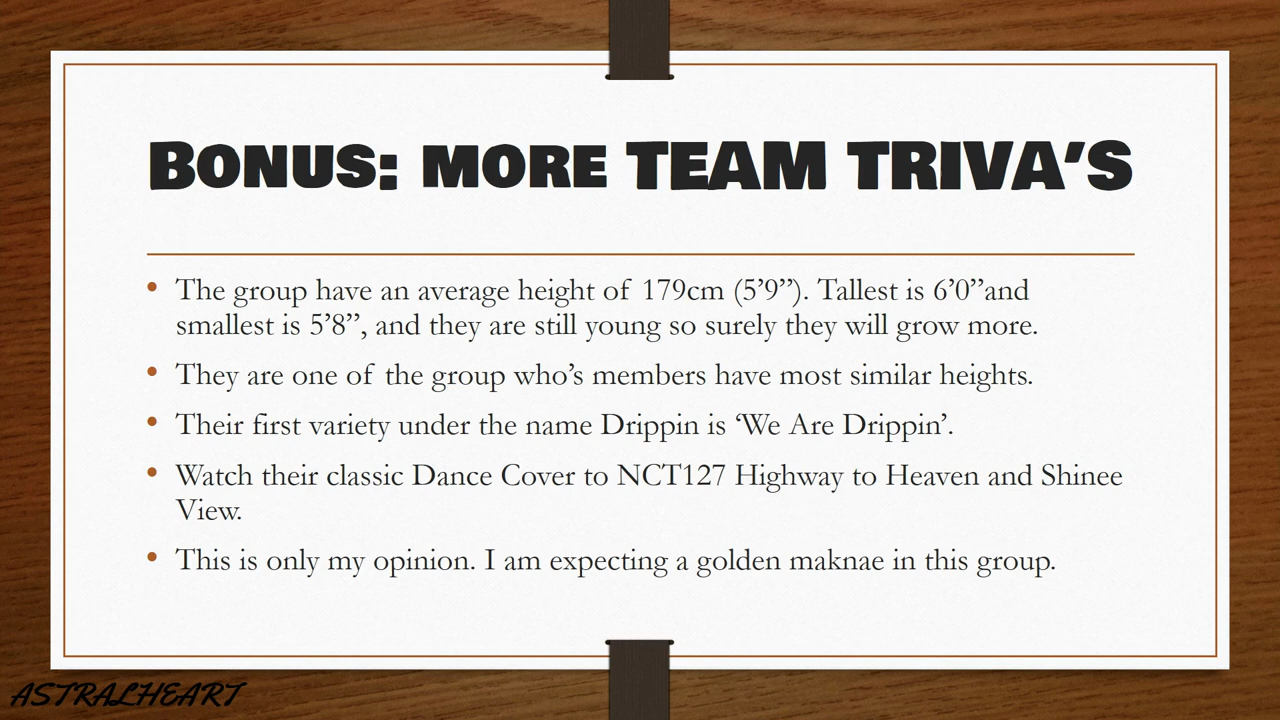 Bonus: more TEAM TRIVA'S
• The group have an average height of 179cm (5’9”). Tallest is 6’0”and
smallest is 5’8”, and they are still young so surely they will grow more.
• They are one of the group who’s members have most similar heights.
• Their first variety under the name Drippin is ‘We Are Drippin’.
• Watch their classic Dance Cover to NCT127 Highway to Heaven and Shinee
View.
• This is only my opinion. I am expecting a golden maknae in this group.
ASTRALHEART